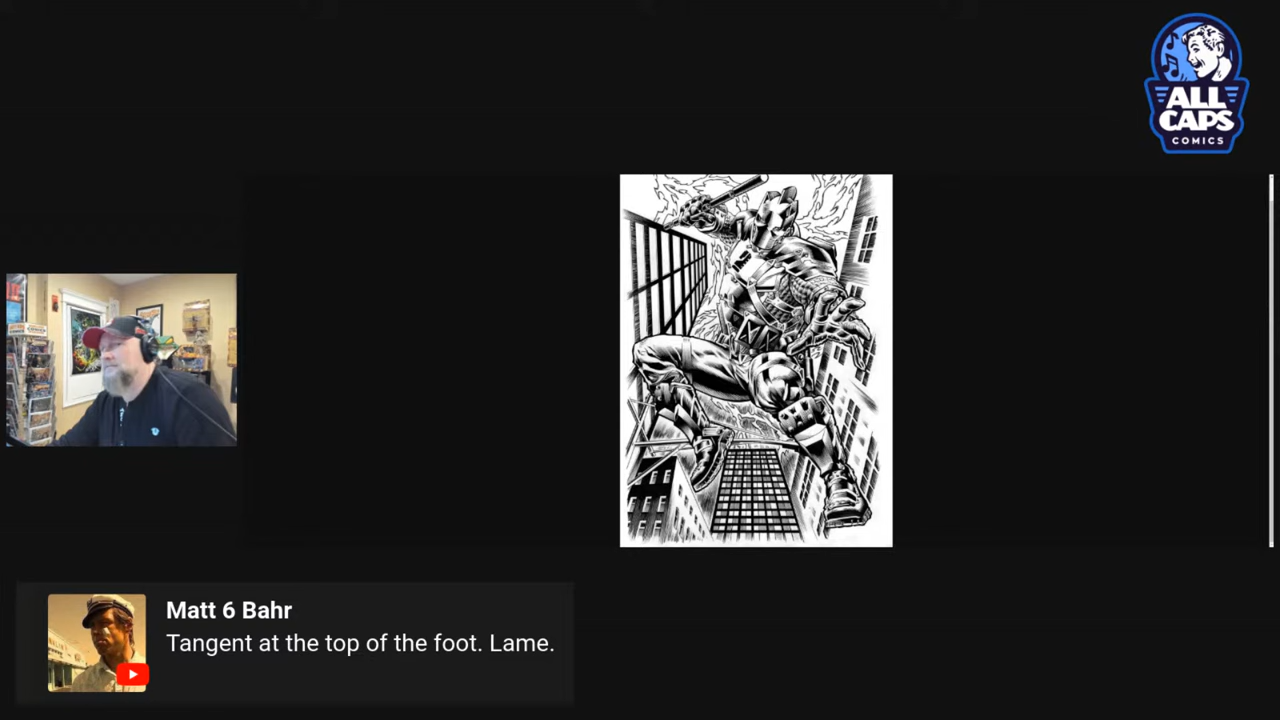 ALL
CAPS
COMICS
Matt 6 Bahr
Tangent at the top of the foot. Lame.